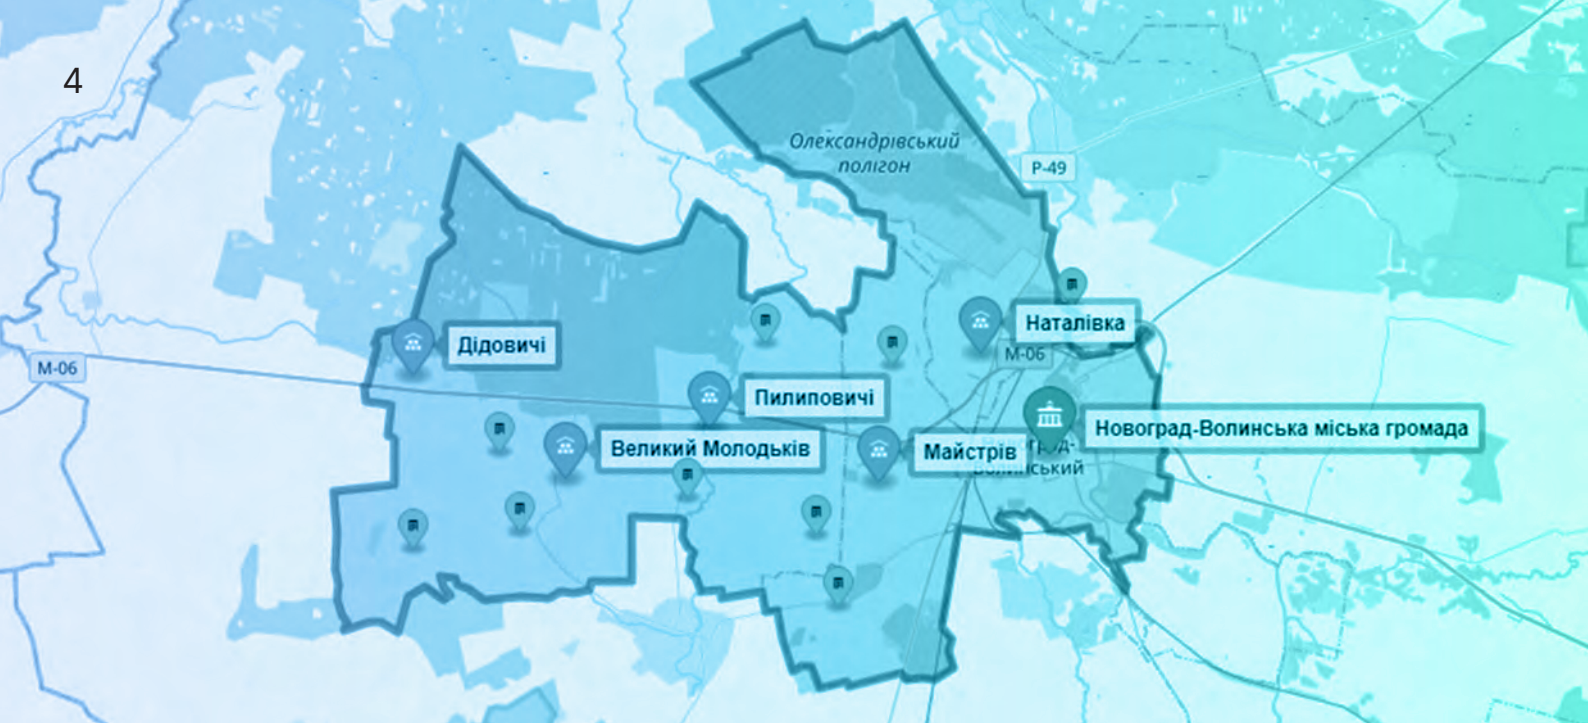 4
Олександрівський
полігон
Р-49
Наталівка
М-06
Дідовичі
М-06
Пилиповичі
Новоград-Волинська міська громада
Великий Молодьків
Майстрів